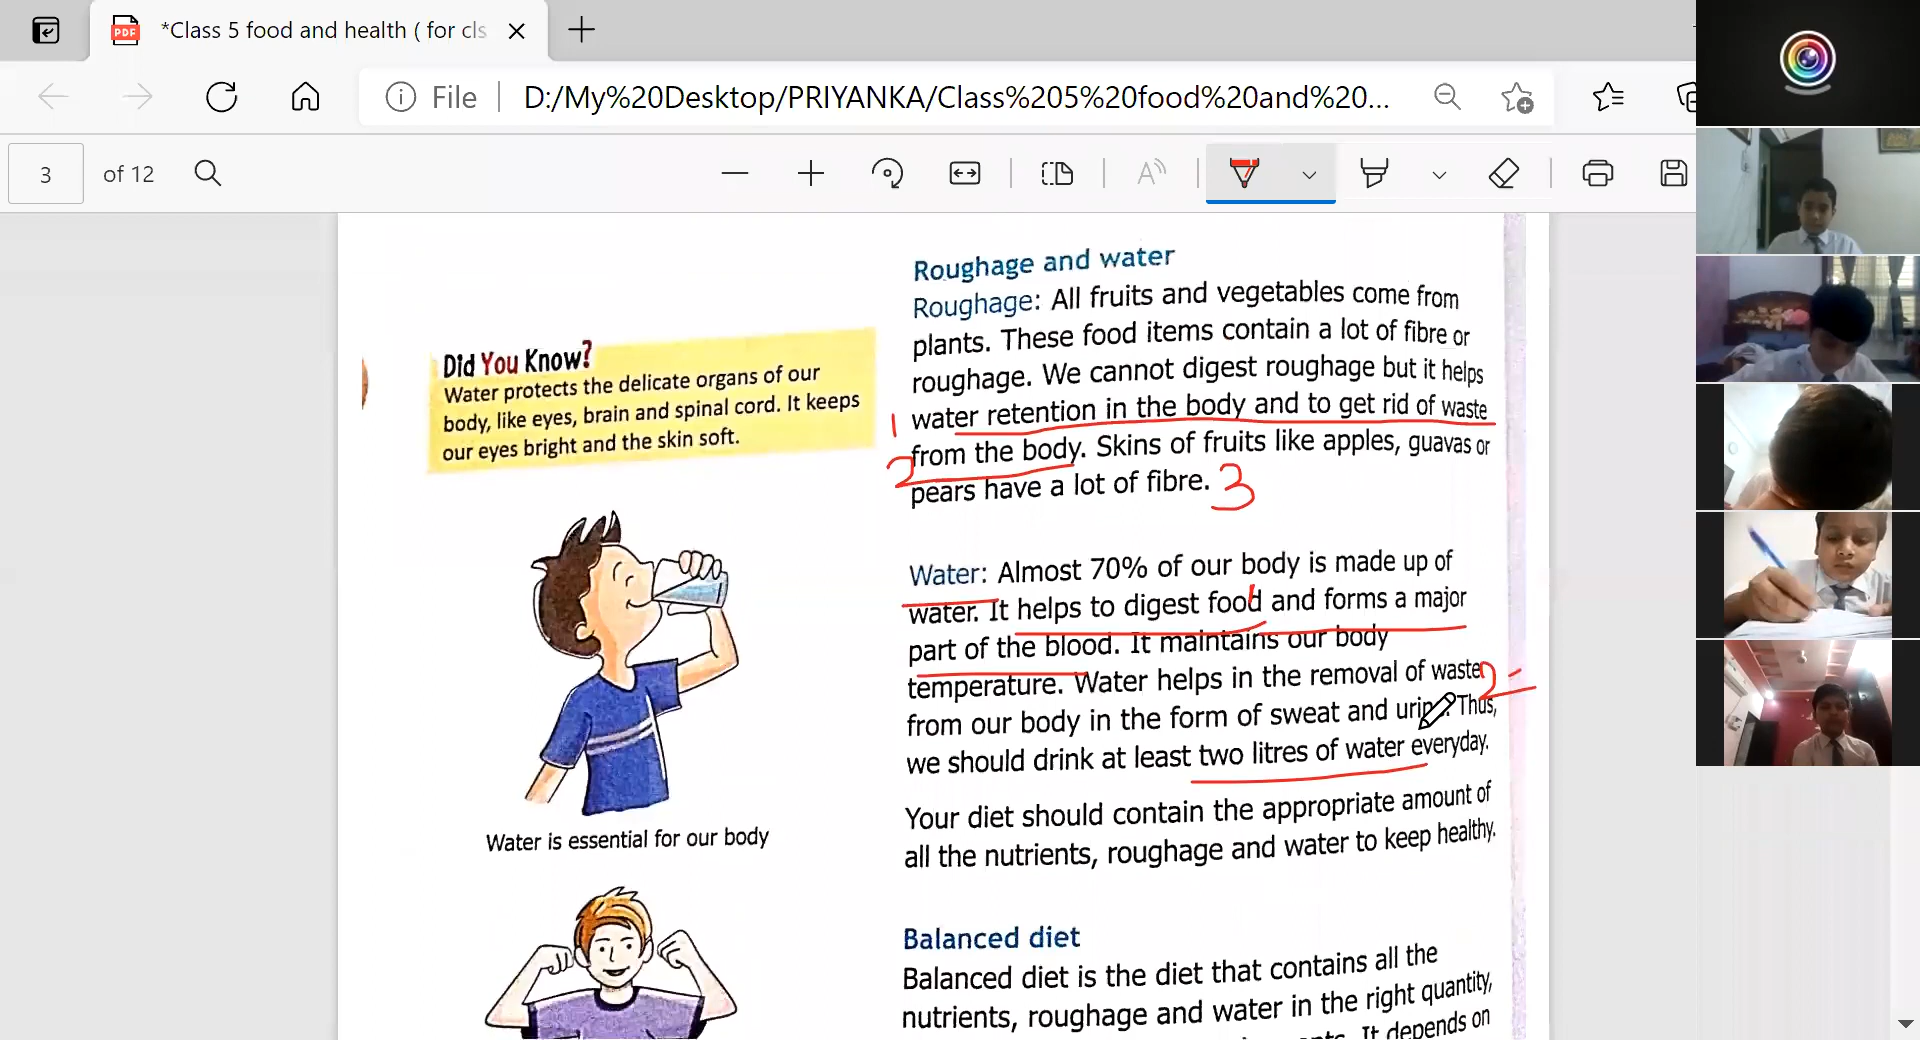 *Class 5 food and health ( for cls
File
D:/My%20Desktop/PRIYANKA/Class%205%20food%20and%20...
3 of 12
Roughage and water
Roughage: All fruits and vegetables come from
plants. These food items contain a lot of fibre or
roughage. We cannot digest roughage but it helps
1 water retention in the body and to get rid of waste
2 from the body. Skins of fruits like apples, guavas or
pears have a lot of fibre. 3
Did You Know?
Water protects the delicate organs of our
body, like eyes, brain and spinal cord. It keeps
our eyes bright and the skin soft.
Water: Almost 70% of our body is made up of
water. It helps to digest food and forms a major
part of the blood. It maintains our body
temperature. Water helps in the removal of waste 2
from our body in the form of sweat and Thus,
we should drink at least two litres of water everyday.
Your diet should contain the appropriate amount of
all the nutrients, roughage and water to keep healthy.
Water is essential for our body
Balanced diet
Balanced diet is the diet that contains all the
nutrients, roughage and water in the right quantity,
It depends on